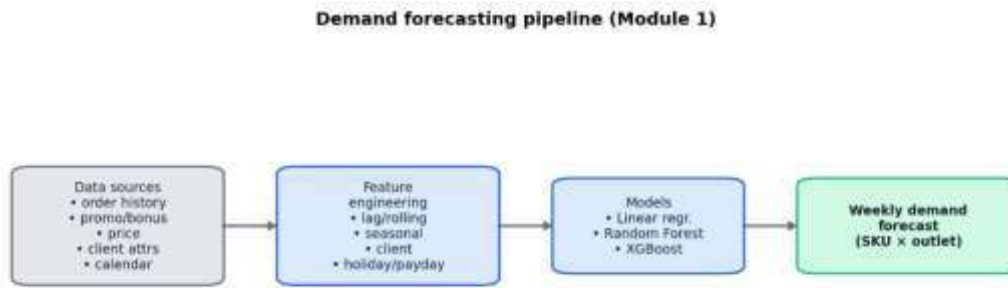 Demand forecasting pipeline (Module 1)
Data sources
• order history
• promo/bonus
• price
• client attrs
• calendar
Feature
engineering
• lag/rolling
• seasonal
• client
• holiday/payday
Models
• Linear regr.
• Random Forest
• XGBoost
Weekly demand
forecast
(SKU × outlet)